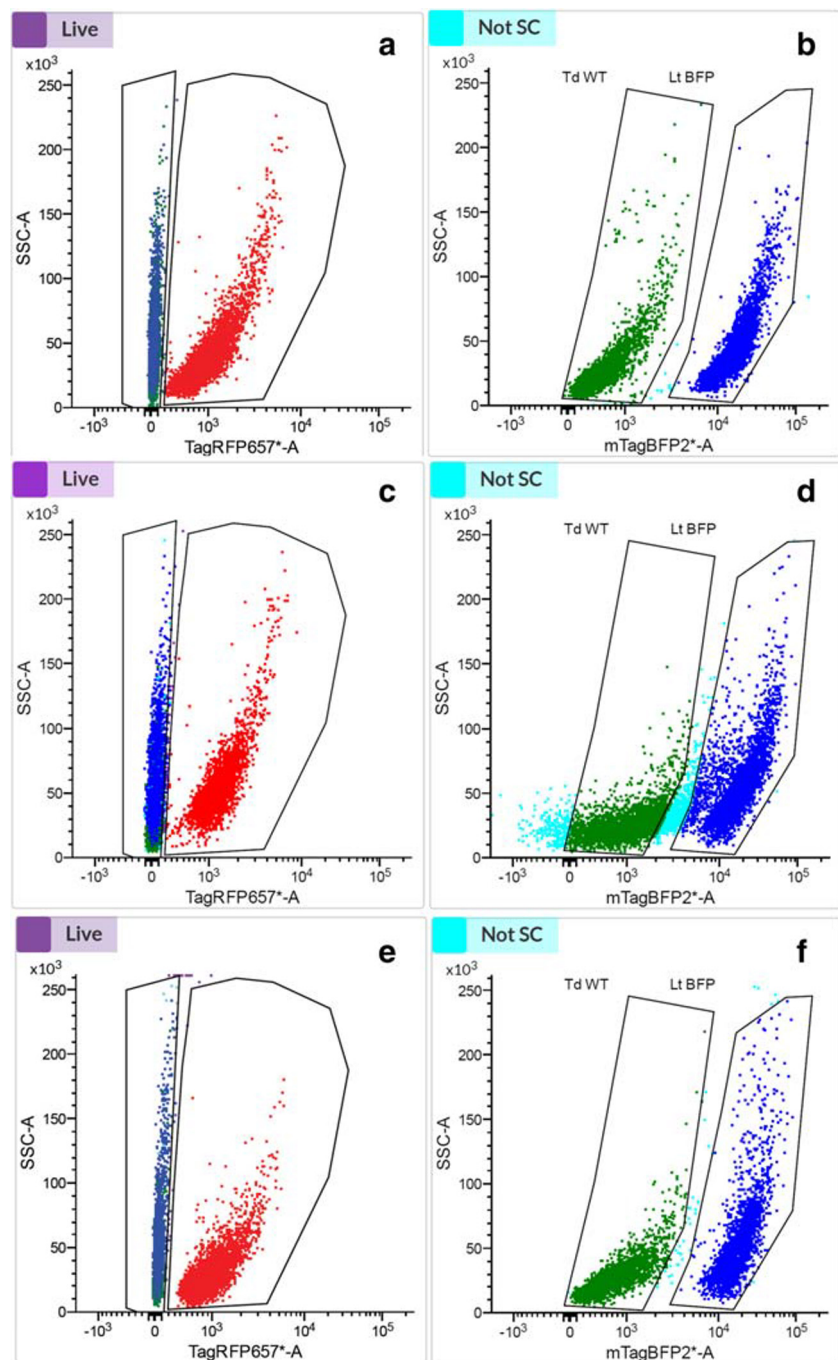 Live a Not SC b
x10³ x10³
Td WT Lt BFP
250 250
200 200
150 150
100 100
50 50
0 0
SSC-A SSC-A
-10³ 0 10³ 10⁴ 10⁵ -10³ 0 10³ 10⁴ 10⁵
TagRFP657*-A mTagBFP2*-A
Live c Not SC d
x10³ x10³
Td WT Lt BFP
250 250
200 200
150 150
100 100
50 50
0 0
SSC-A SSC-A
-10³ 0 10³ 10⁴ 10⁵ -10³ 0 10³ 10⁴ 10⁵
TagRFP657*-A mTagBFP2*-A
Live e Not SC f
x10³ x10³
Td WT Lt BFP
250 250
200 200
150 150
100 100
50 50
0 0
SSC-A SSC-A
-10³ 0 10³ 10⁴ 10⁵ -10³ 0 10³ 10⁴ 10⁵
TagRFP657*-A mTagBFP2*-A